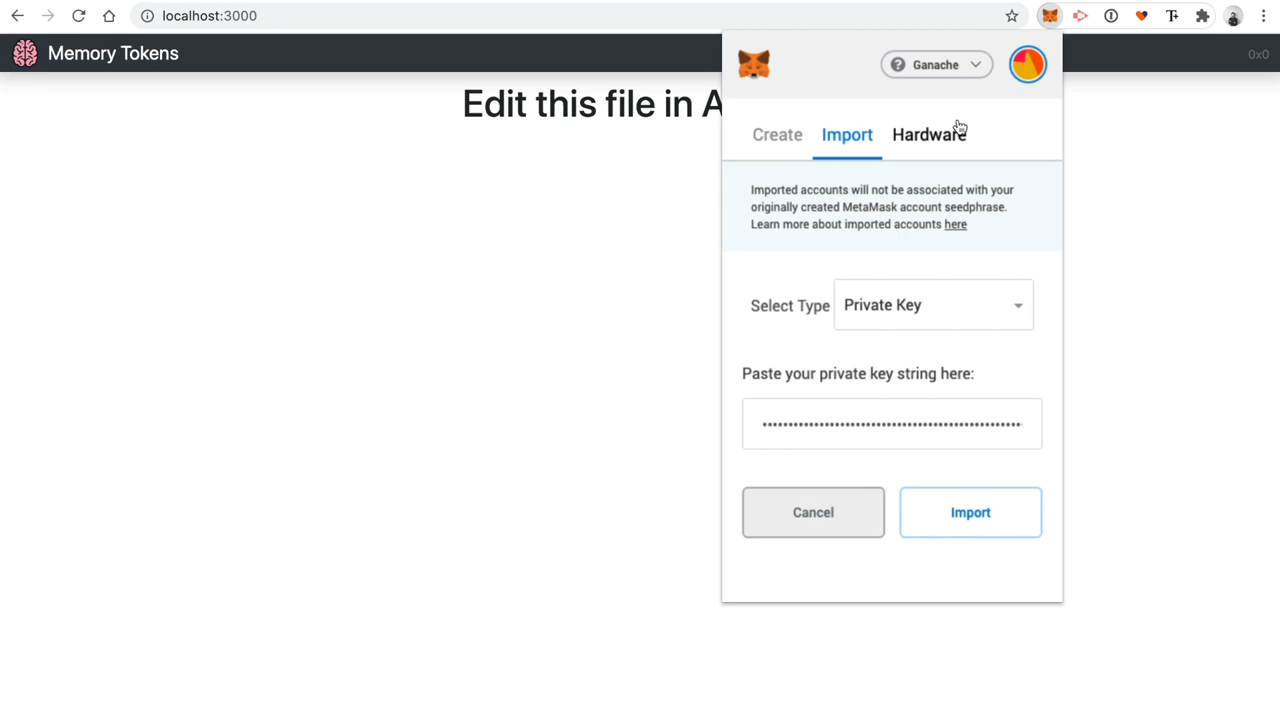 localhost:3000
Memory Tokens
0x0
Edit this file in A
Ganache
Create Import Hardware
Imported accounts will not be associated with your
originally created MetaMask account seedphrase.
Learn more about imported accounts here
Select Type Private Key
Paste your private key string here:
Cancel Import